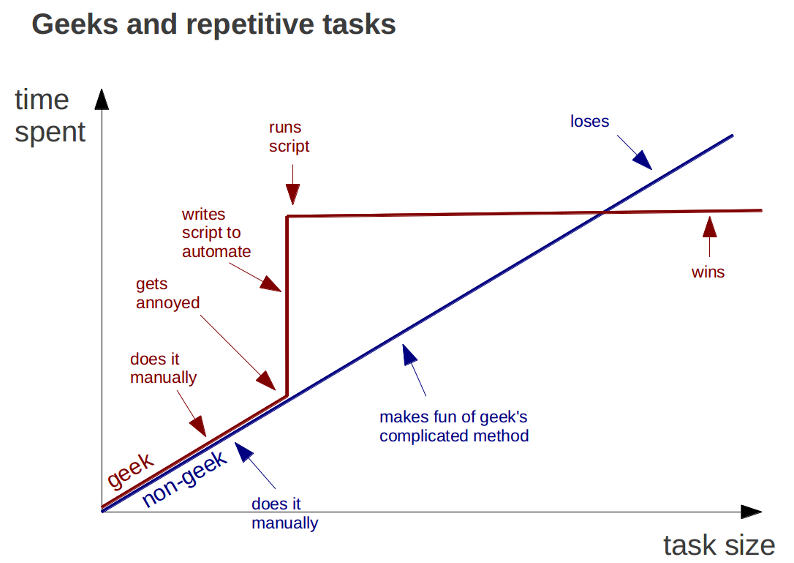 Geeks and repetitive tasks
time
spent
loses
runs
script
writes
script to
automate
wins
gets
annoyed
does it
manually
makes fun of geek's
complicated method
geek
non-geek
does it
manually
task size